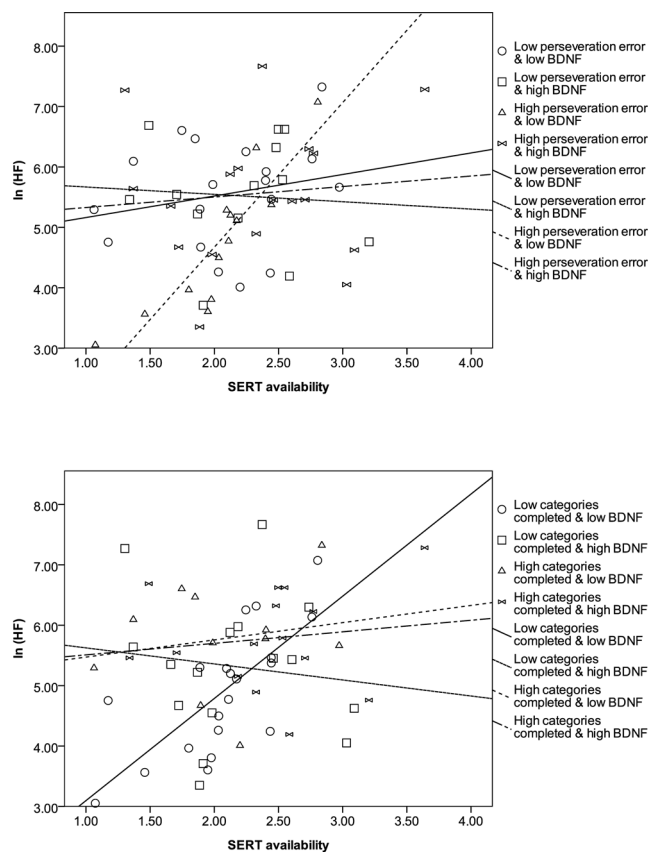 8.00
7.00
6.00
5.00
4.00
3.00
ln (HF)
1.00 1.50 2.00 2.50 3.00 3.50 4.00
SERT availability
Low perseveration error
& low BDNF
Low perseveration error
& high BDNF
High perseveration error
& low BDNF
High perseveration error
& high BDNF
Low perseveration error
& low BDNF
Low perseveration error
& high BDNF
High perseveration error
& low BDNF
High perseveration error
& high BDNF
8.00
7.00
6.00
5.00
4.00
3.00
ln (HF)
1.00 1.50 2.00 2.50 3.00 3.50 4.00
SERT availability
Low categories
completed & low BDNF
Low categories
completed & high BDNF
High categories
completed & low BDNF
High categories
completed & high BDNF
Low categories
completed & low BDNF
Low categories
completed & high BDNF
High categories
completed & low BDNF
High categories
completed & high BDNF